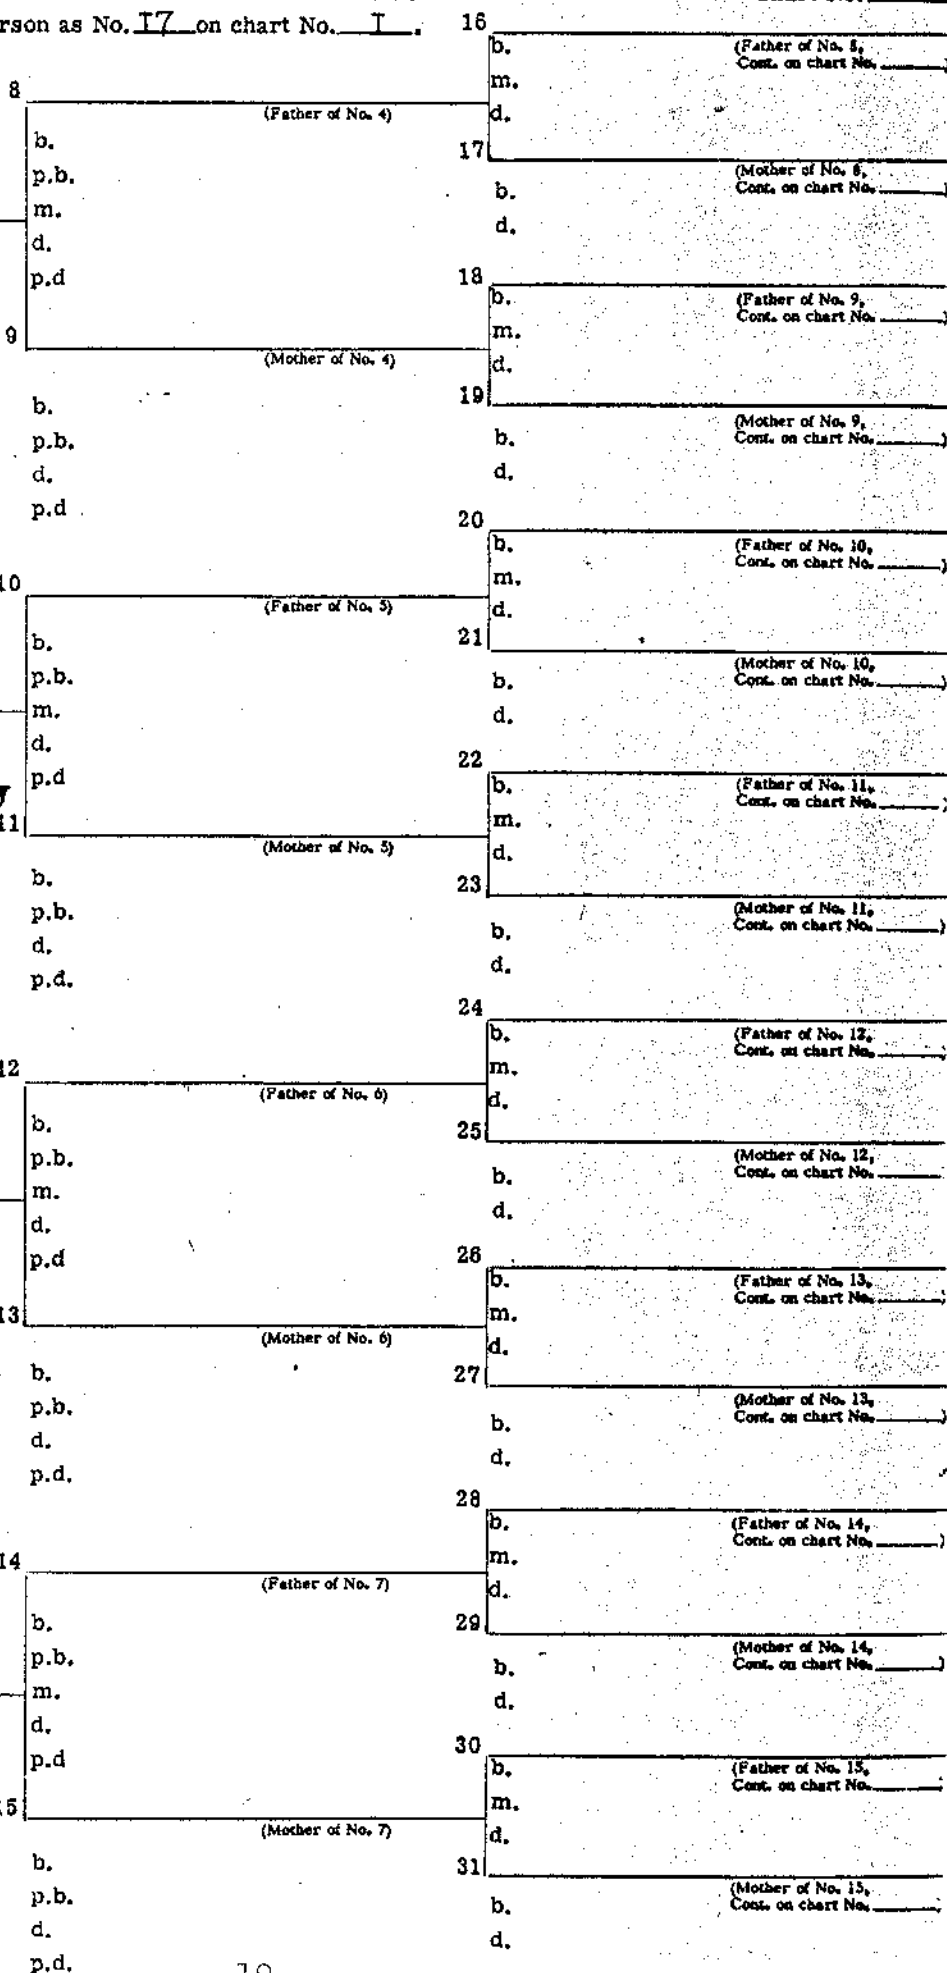 rson as No. I7 on chart No. I.
8
(Father of No. 4)
b.
p.b.
m.
d.
p.d
9
(Mother of No. 4)
b.
p.b.
d.
p.d
10
(Father of No. 5)
b.
p.b.
m.
d.
p.d
11
(Mother of No. 5)
b.
p.b.
d.
p.d.
12
(Father of No. 6)
b.
p.b.
m.
d.
p.d
13
(Mother of No. 6)
b.
p.b.
d.
p.d.
14
(Father of No. 7)
b.
p.b.
m.
d.
p.d
15
(Mother of No. 7)
b.
p.b.
d.
p.d.
16
b. (Father of No. 8,
Cont. on chart No. )
m.
d.
17
(Mother of No. 8,
Cont. on chart No. )
b.
d.
18
b. (Father of No. 9,
Cont. on chart No. )
m.
d.
19
(Mother of No. 9,
b. Cont. on chart No. )
d.
20
b. (Father of No. 10,
Cont. on chart No. )
m.
d.
21
(Mother of No. 10,
b. Cont. on chart No. )
d.
22
b. (Father of No. 11,
Cont. on chart No. )
m.
d.
23
(Mother of No. 11,
b. Cont. on chart No. )
d.
24
b. (Father of No. 12,
Cont. on chart No. )
m.
d.
25
(Mother of No. 12,
b. Cont. on chart No.
d.
26
b. (Father of No. 13,
Cont. on chart No. )
m.
d.
27
(Mother of No. 13,
b. Cont. on chart No. )
d.
28
b. (Father of No. 14,
Cont. on chart No. )
m.
d.
29
(Mother of No. 14,
b. Cont. on chart No. )
d.
30
b. (Father of No. 15,
Cont. on chart No. )
m.
d.
31
(Mother of No. 15,
b. Cont. on chart No. )
d.